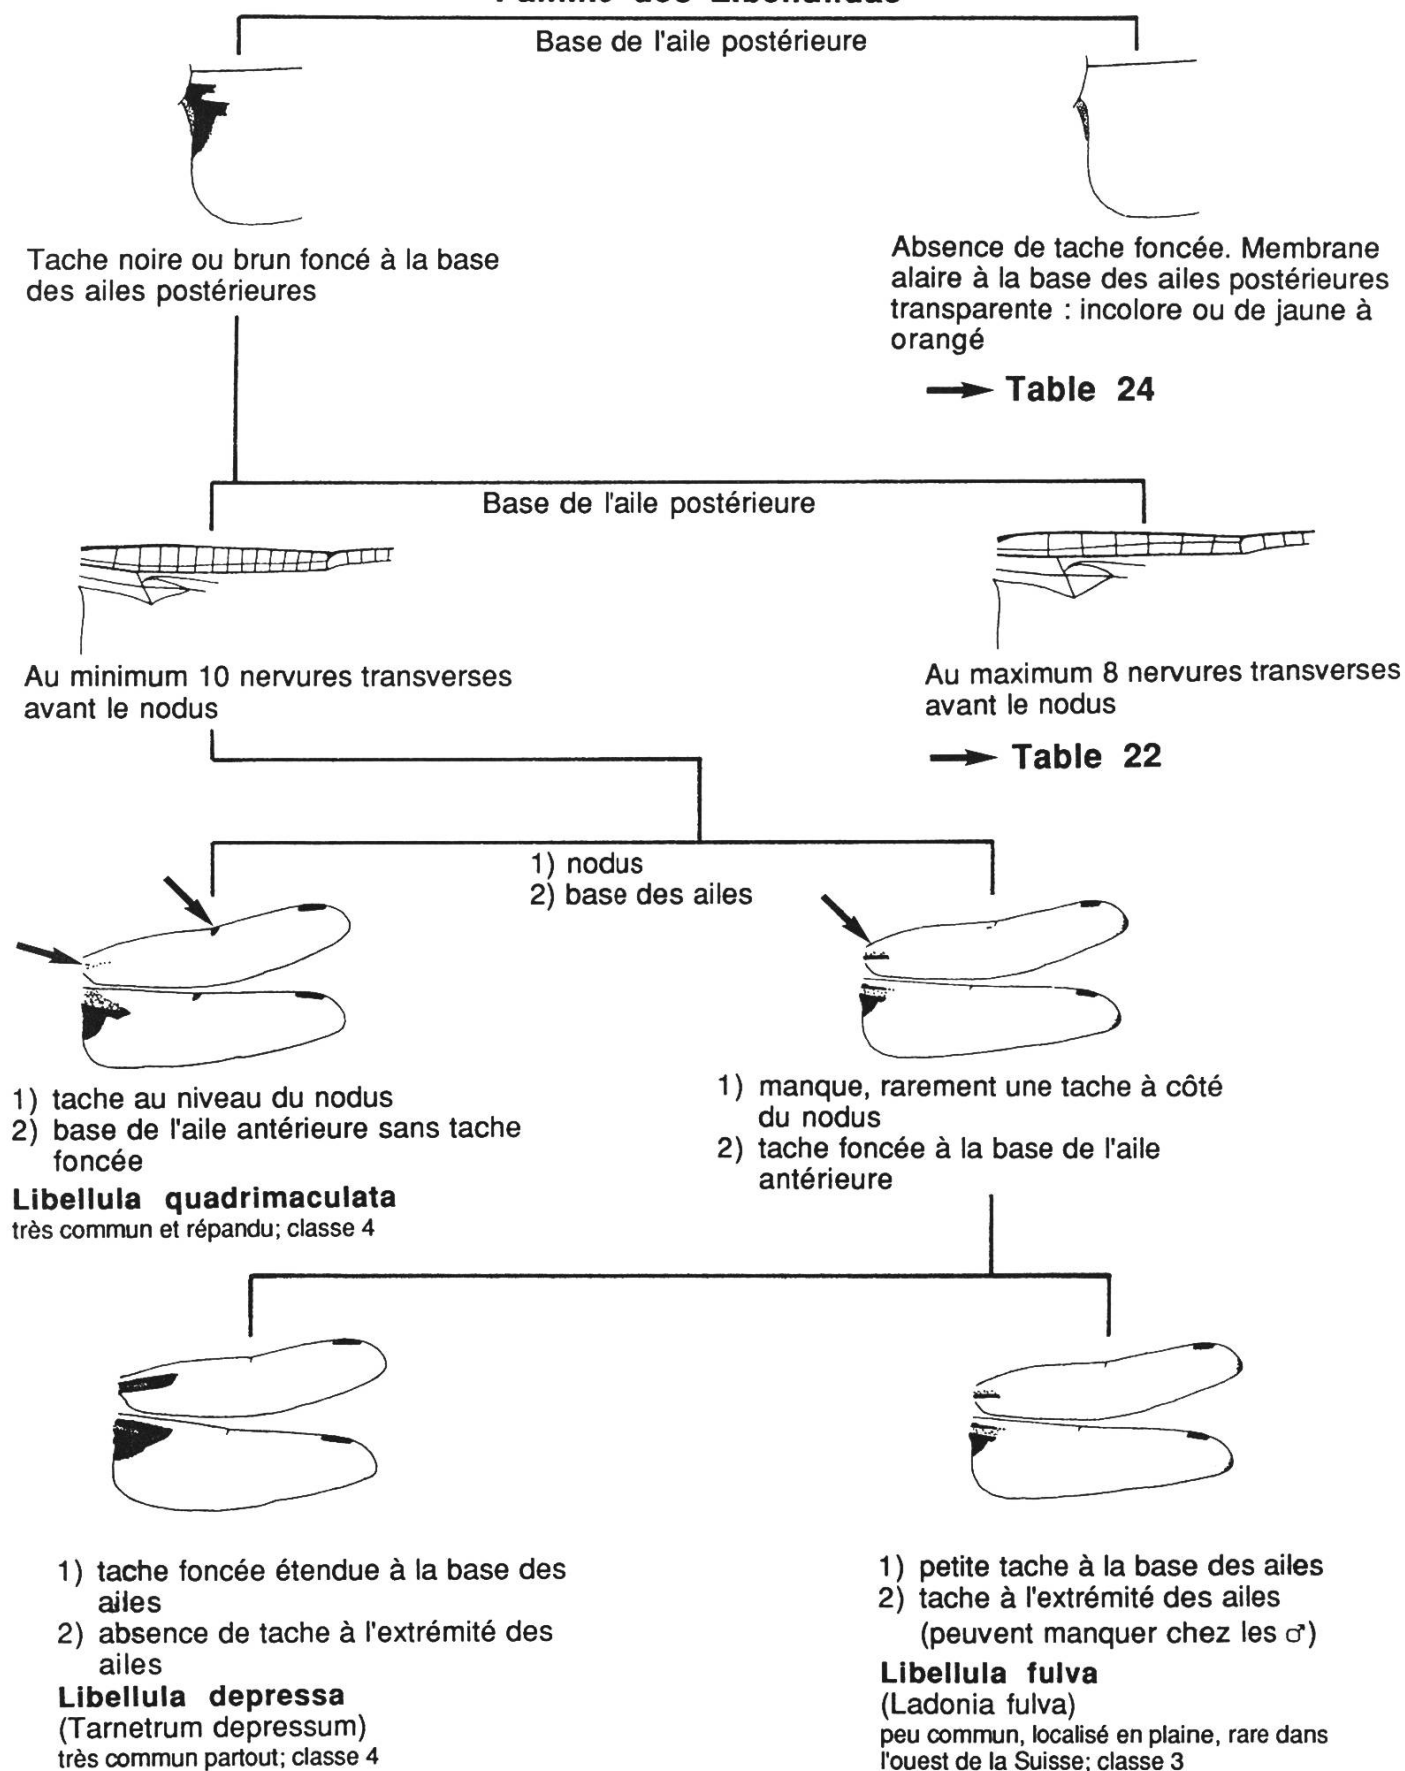 Famille des Libellulidae
Base de l'aile postérieure
Tache noire ou brun foncé à la base
des ailes postérieures
Absence de tache foncée. Membrane
alaire à la base des ailes postérieures
transparente : incolore ou de jaune à
orangé
Table 24
Base de l'aile postérieure
Au minimum 10 nervures transverses
avant le nodus
Au maximum 8 nervures transverses
avant le nodus
Table 22
1) nodus
2) base des ailes
1) tache au niveau du nodus
2) base de l'aile antérieure sans tache
foncée
Libellula quadrimaculata
très commun et répandu; classe 4
1) manque, rarement une tache à côté
du nodus
2) tache foncée à la base de l'aile
antérieure
1) tache foncée étendue à la base des
ailes
2) absence de tache à l'extrémité des
ailes
Libellula depressa
(Tarnetrum depressum)
très commun partout; classe 4
1) petite tache à la base des ailes
2) tache à l'extrémité des ailes
(peuvent manquer chez les ♂)
Libellula fulva
(Ladonia fulva)
peu commun, localisé en plaine, rare dans
l'ouest de la Suisse; classe 3